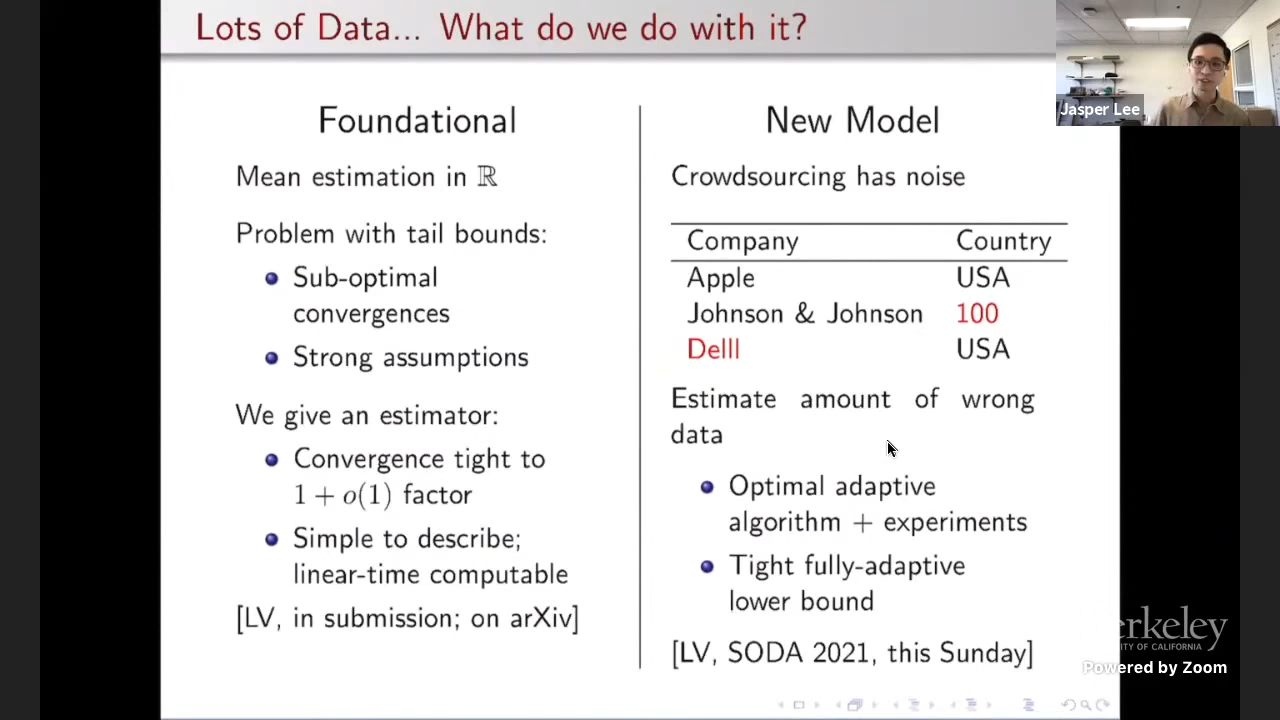 Lots of Data... What do we do with it?
Jasper Lee
Foundational
Mean estimation in ℝ
Problem with tail bounds:
Sub-optimal
convergences
Strong assumptions
We give an estimator:
Convergence tight to
1 + o(1) factor
Simple to describe;
linear-time computable
[LV, in submission; on arXiv]
New Model
Crowdsourcing has noise
Company Country
Apple USA
Johnson & Johnson 100
Delll USA
Estimate amount of wrong
data
Optimal adaptive
algorithm + experiments
Tight fully-adaptive
lower bound
[LV, SODA 2021, this Sunday]
Powered by Zoom